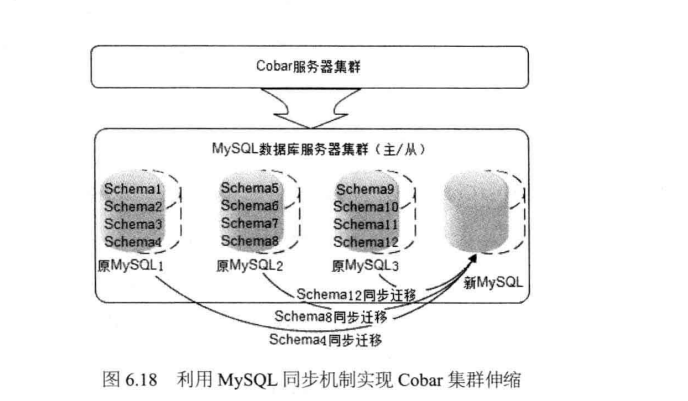 Cobar服务器集群
MySQL数据库服务器集群（主/从）
Schema1
Schema2
Schema3
Schema4
原MySQL1
Schema5
Schema6
Schema7
Schema8
原MySQL2
Schema9
Schema10
Schema11
Schema12
原MySQL3
新MySQL
Schema12同步迁移
Schema8同步迁移
Schema4同步迁移
图 6.18 利用 MySQL 同步机制实现 Cobar 集群伸缩